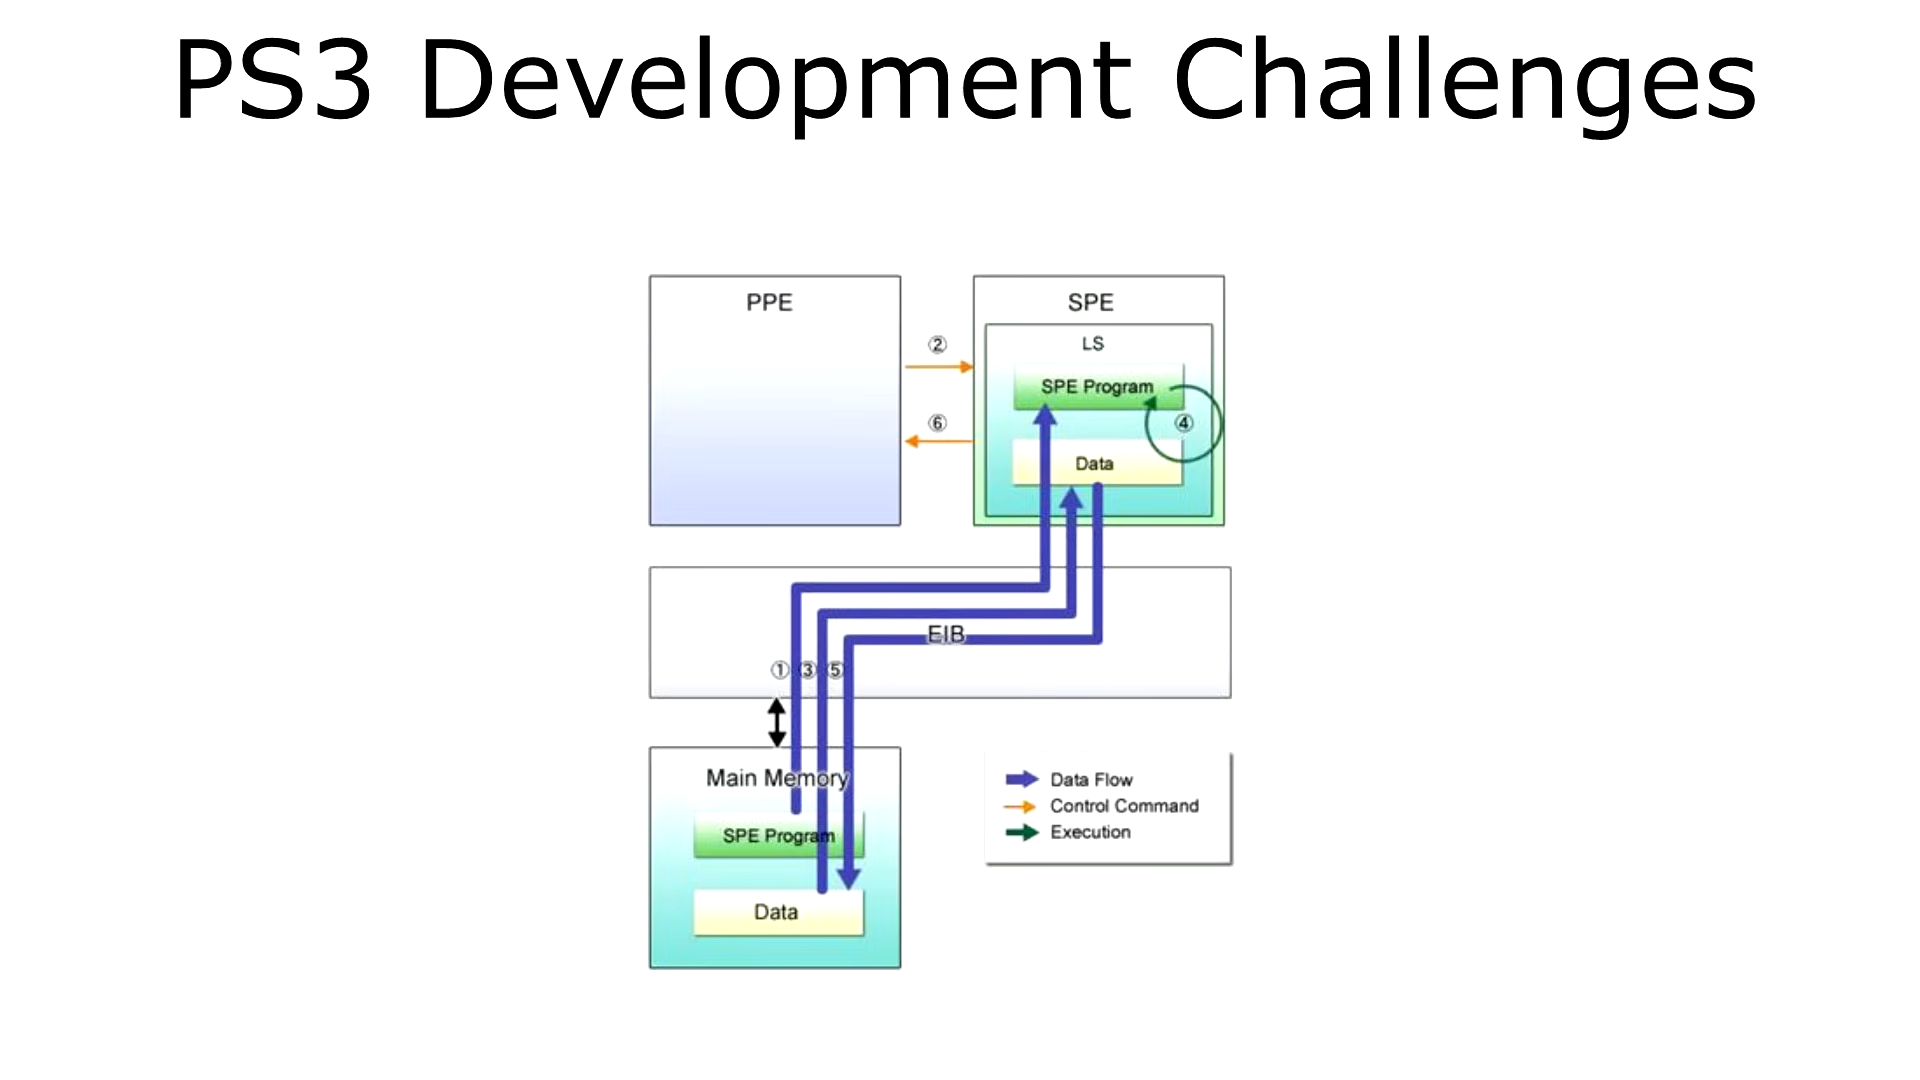 PS3 Development Challenges
PPE
SPE
LS
②
SPE Program
⑥
④
Data
EIB
① ③ ⑤
Main Memory
SPE Program
Data
Data Flow
Control Command
Execution